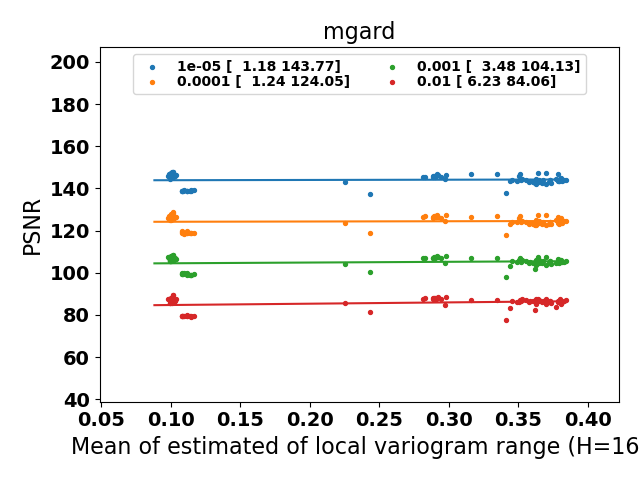 mgard
1e-05 [  1.18 143.77]
0.0001 [  1.24 124.05]
0.001 [  3.48 104.13]
0.01 [ 6.23 84.06]
200
180
160
140
120
100
80
60
40
PSNR
0.05 0.10 0.15 0.20 0.25 0.30 0.35 0.40
Mean of estimated of local variogram range (H=16